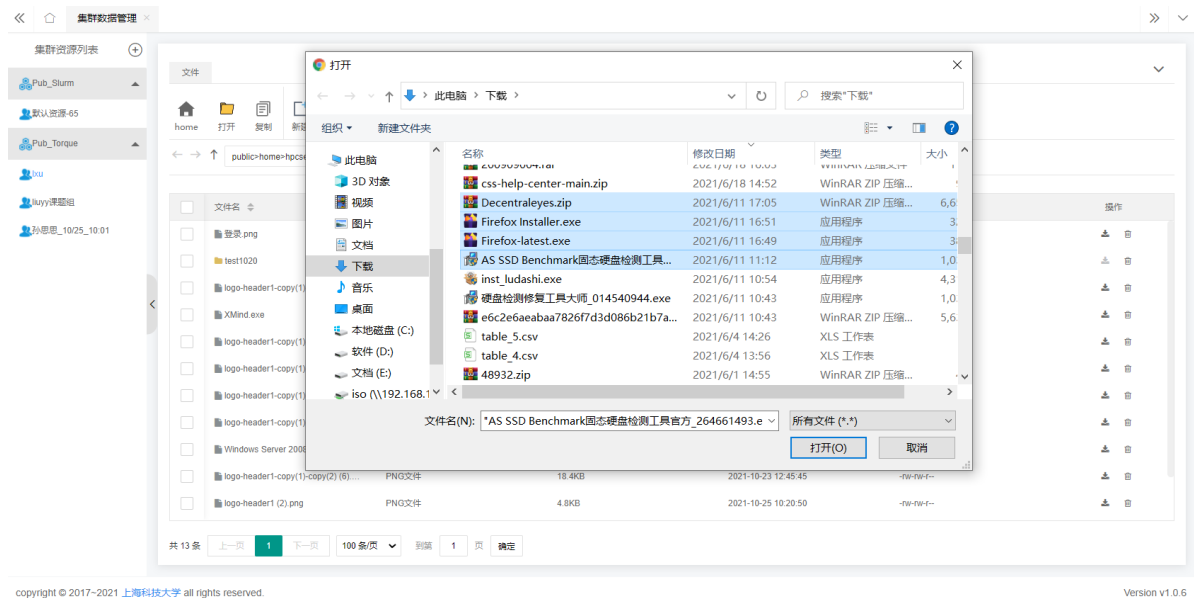 集群数据管理
集群资源列表
Pub_Slurm
默认资源-65
Pub_Torque
lxu
liuyy课题组
孙思思_10/25_10:01
文件
home 打开 复制
public>home>hpcse
文件名 操作
登录.png
test1020
logo-header1-copy(1)
XMind.exe
logo-header1-copy(1)
logo-header1-copy(1)
logo-header1-copy(1)
logo-header1-copy(1)
Windows Server 2008
logo-header1-copy(1)-copy(2) (6).... PNG文件 18.4KB 2021-10-23 12:45:45 -rw-rw-r--
logo-header1 (2).png PNG文件 4.8KB 2021-10-25 10:20:50 -rw-rw-r--
共 13 条 上一页 1 下一页 100 条/页 到第 1 页 确定
打开
此电脑 > 下载 > 搜索"下载"
组织 新建文件夹
此电脑
3D 对象
视频
图片
文档
下载
音乐
桌面
本地磁盘 (C:)
软件 (D:)
文档 (E:)
iso (\\192.168.1
名称 修改日期 类型 大小
css-help-center-main.zip 2021/6/18 14:52 WinRAR ZIP 压缩...
Decentraleyes.zip 2021/6/11 17:05 WinRAR ZIP 压缩... 6,6
Firefox Installer.exe 2021/6/11 16:51 应用程序
Firefox-latest.exe 2021/6/11 16:49 应用程序
AS SSD Benchmark固态硬盘检测工具... 2021/6/11 11:12 应用程序 1,0
inst_ludashi.exe 2021/6/11 10:54 应用程序 4,3
硬盘检测修复工具大师_014540944.exe 2021/6/11 10:43 应用程序 1,0
e6c2e6aeabaa7826f7d3d086b21b7a... 2021/6/11 10:43 WinRAR ZIP 压缩... 5,6
table_5.csv 2021/6/4 14:26 XLS 工作表
table_4.csv 2021/6/4 13:56 XLS 工作表
48932.zip 2021/6/1 14:55 WinRAR ZIP 压缩...
文件名(N): "AS SSD Benchmark固态硬盘检测工具官方_264661493.e 所有文件 (*.*)
打开(O) 取消
copyright © 2017~2021 上海科技大学 all rights reserved. Version v1.0.6